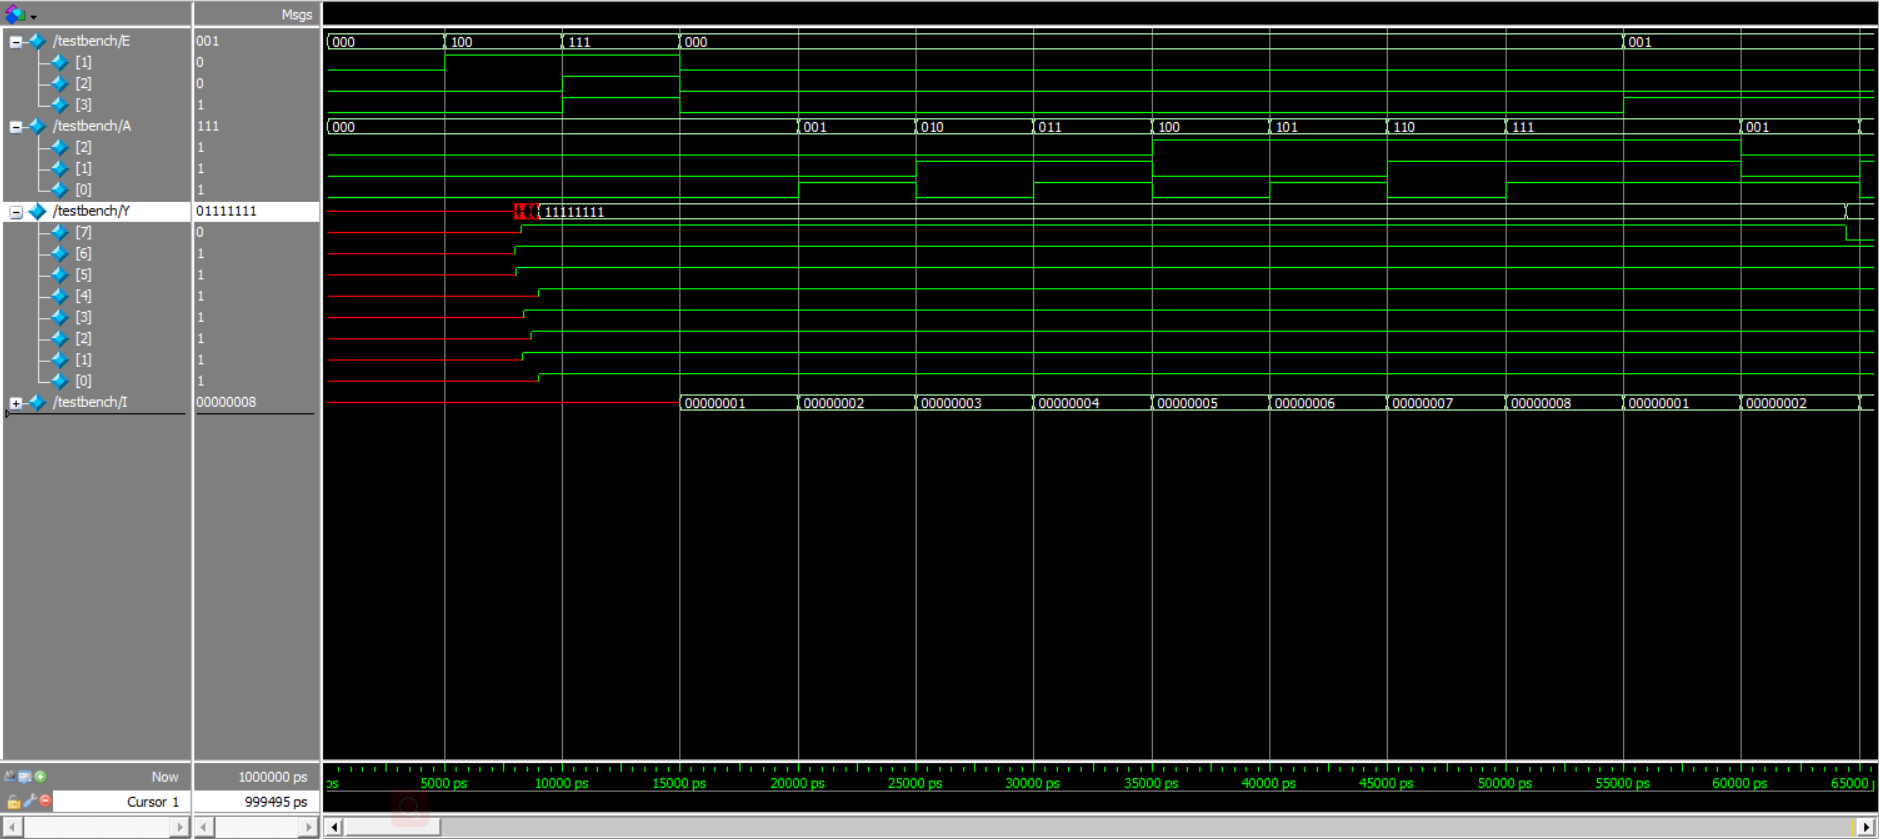 Msgs
/testbench/E 001 000 100 111 000 001
[1] 0
[2] 0
[3] 1
/testbench/A 111 000 001 010 011 100 101 110 111 001
[2] 1
[1] 1
[0] 1
/testbench/Y 01111111 11111111
[7] 0
[6] 1
[5] 1
[4] 1
[3] 1
[2] 1
[1] 1
[0] 1
/testbench/I 00000008 00000001 00000002 00000003 00000004 00000005 00000006 00000007 00000008 00000001 00000002
Now 1000000 ps ps 5000 ps 10000 ps 15000 ps 20000 ps 25000 ps 30000 ps 35000 ps 40000 ps 45000 ps 50000 ps 55000 ps 60000 ps 65000
Cursor 1 999495 ps